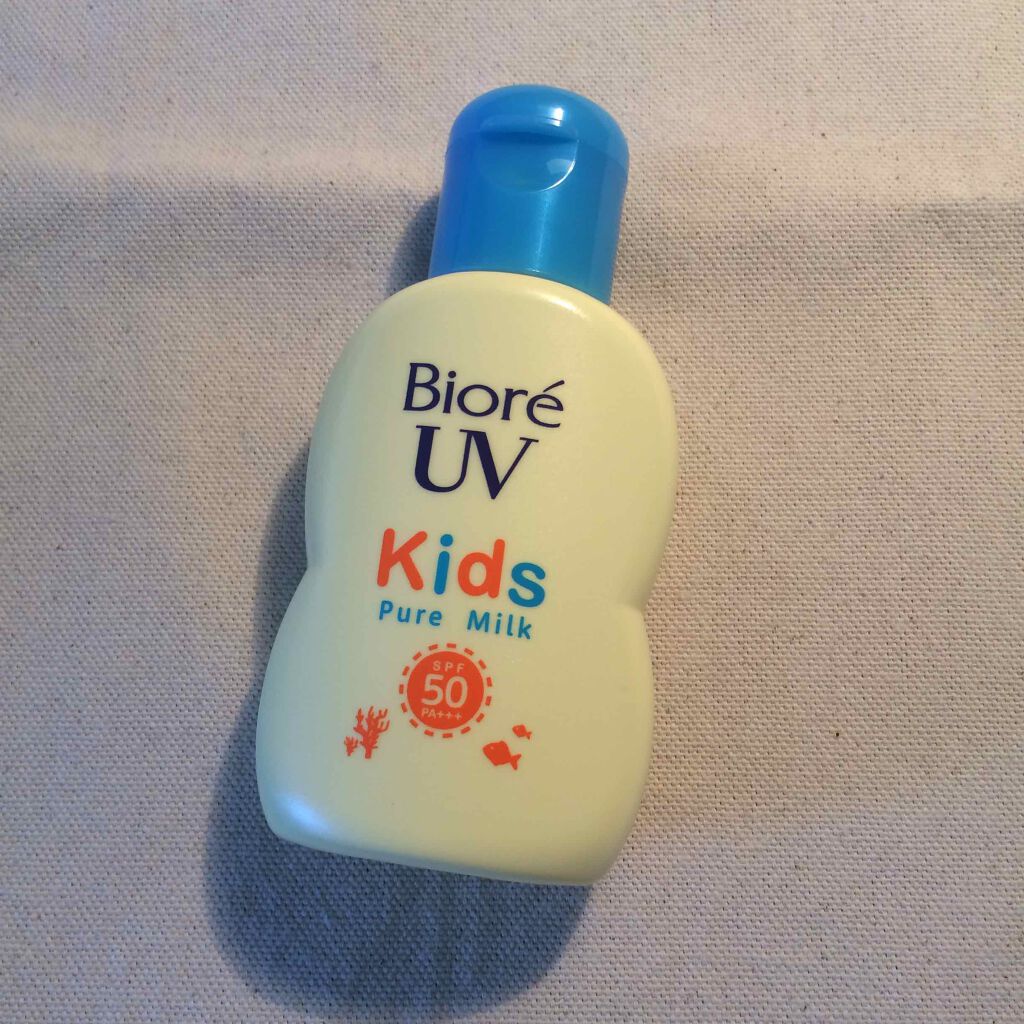 Bioré
UV
Kids
Pure Milk
SPF
50
PA+++